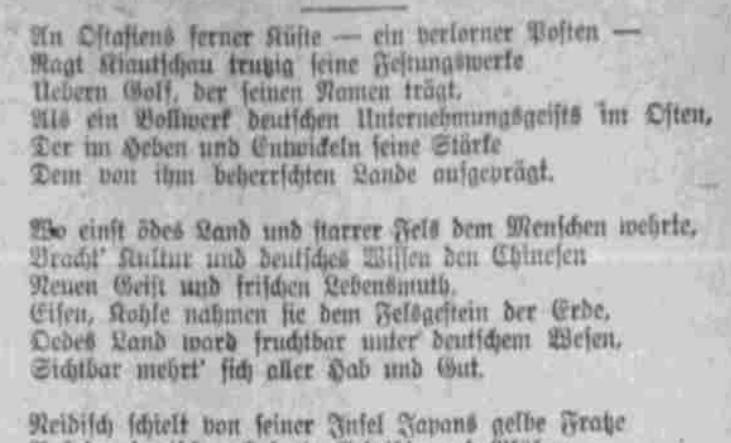 An Ostasiens ferner Küste — ein verlorner Posten —
Ragt Kiautschau trutzig seine Festungswerke
Uebern Golf, der seinen Namen trägt,
Als ein Bollwerk deutschen Unternehmungsgeists im Osten,
Der im Heben und Entwickeln seine Stärke
Dem von ihm beherrschten Lande aufgeprägt.
Wo einst ödes Land und starrer Fels dem Menschen wehrte,
Bracht' Kultur und deutsches Wissen den Chinesen
Neuen Geist und frischen Lebensmuth,
Eisen, Kohle nahmen sie dem Felsgestein der Erde,
Oedes Land ward fruchtbar unter deutschem Wesen,
Sichtbar mehrt' sich aller Hab und Gut.
Neidisch schielt von seiner Insel Japans gelbe Fratze